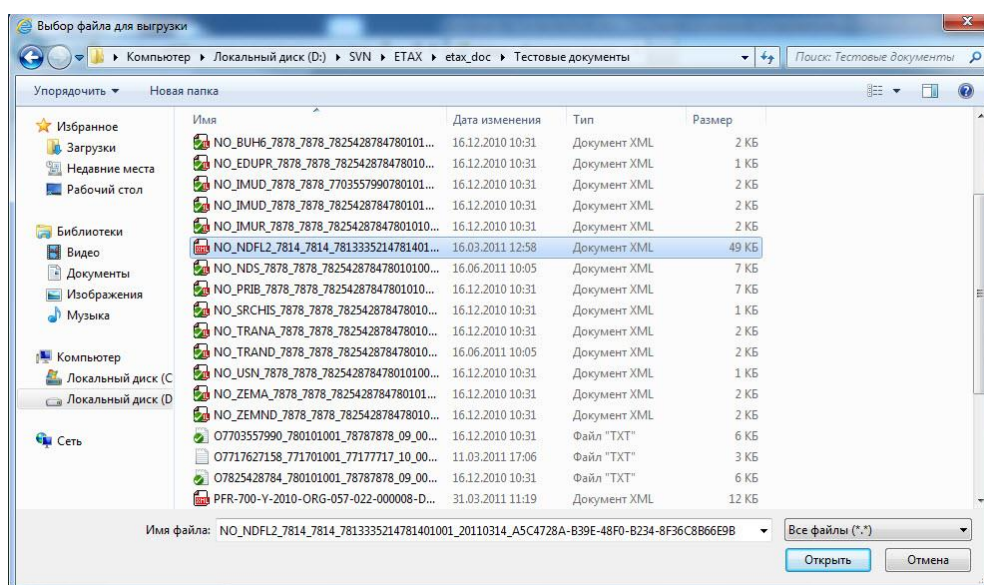 Выбор файла для выгрузки
Компьютер ▸ Локальный диск (D:) ▸ SVN ▸ ETAX ▸ etax_doc ▸ Тестовые документы
Поиск: Тестовые документы
Упорядочить Новая папка
Избранное
Загрузки
Недавние места
Рабочий стол
Библиотеки
Видео
Документы
Изображения
Музыка
Компьютер
Локальный диск (C
Локальный диск (D
Сеть
Имя Дата изменения Тип Размер
NO_BUH6_7878_7878_7825428784780101... 16.12.2010 10:31 Документ XML 2 КБ
NO_EDUPR_7878_7878_782542878478010... 16.12.2010 10:31 Документ XML 1 КБ
NO_IMUD_7878_7878_7703557990780101... 16.12.2010 10:31 Документ XML 2 КБ
NO_IMUD_7878_7878_7825428784780101... 16.12.2010 10:31 Документ XML 2 КБ
NO_IMUR_7878_7878_78254287847801010... 16.12.2010 10:31 Документ XML 2 КБ
NO_NDFL2_7814_7814_7813335214781401... 16.03.2011 12:58 Документ XML 49 КБ
NO_NDS_7878_7878_782542878478010100... 16.06.2011 10:05 Документ XML 7 КБ
NO_PRIB_7878_7878_78254287847801010... 16.12.2010 10:31 Документ XML 7 КБ
NO_SRCHIS_7878_7878_782542878478010... 16.12.2010 10:31 Документ XML 1 КБ
NO_TRANA_7878_7878_782542878478010... 16.12.2010 10:31 Документ XML 2 КБ
NO_TRAND_7878_7878_782542878478010... 16.06.2011 10:05 Документ XML 2 КБ
NO_USN_7878_7878_782542878478010100... 16.12.2010 10:31 Документ XML 1 КБ
NO_ZEMA_7878_7878_7825428784780101... 16.12.2010 10:31 Документ XML 2 КБ
NO_ZEMND_7878_7878_782542878478010... 16.12.2010 10:31 Документ XML 2 КБ
O7703557990_780101001_78787878_09_00... 16.12.2010 10:31 Файл "TXT" 6 КБ
O7717627158_771701001_77177717_10_00... 11.03.2011 17:06 Файл "TXT" 3 КБ
O7825428784_780101001_78787878_09_00... 16.12.2010 10:31 Файл "TXT" 6 КБ
PFR-700-Y-2010-ORG-057-022-000008-D... 31.03.2011 11:19 Документ XML 12 КБ
Имя файла: NO_NDFL2_7814_7814_7813335214781401001_20110314_A5C4728A-B39E-48F0-B234-8F36C8B66E9B Все файлы (*.*)
Открыть Отмена